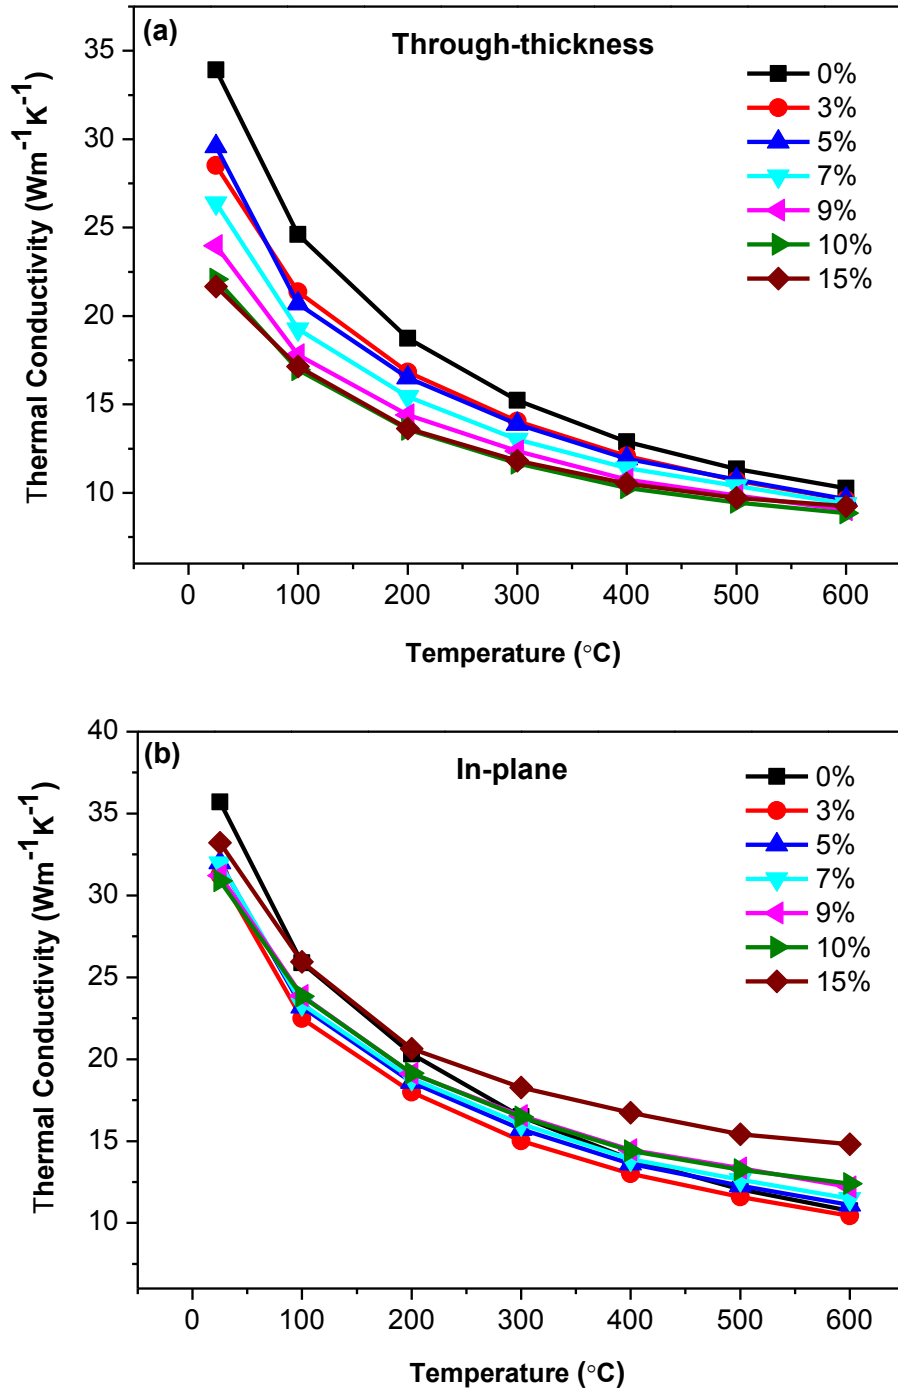 (a)
Through-thickness
Thermal Conductivity (Wm⁻¹K⁻¹)
35
30
25
20
15
10
0%
3%
5%
7%
9%
10%
15%
0 100 200 300 400 500 600
Temperature (°C)
(b)
In-plane
Thermal Conductivity (Wm⁻¹K⁻¹)
40
35
30
25
20
15
10
0%
3%
5%
7%
9%
10%
15%
0 100 200 300 400 500 600
Temperature (°C)